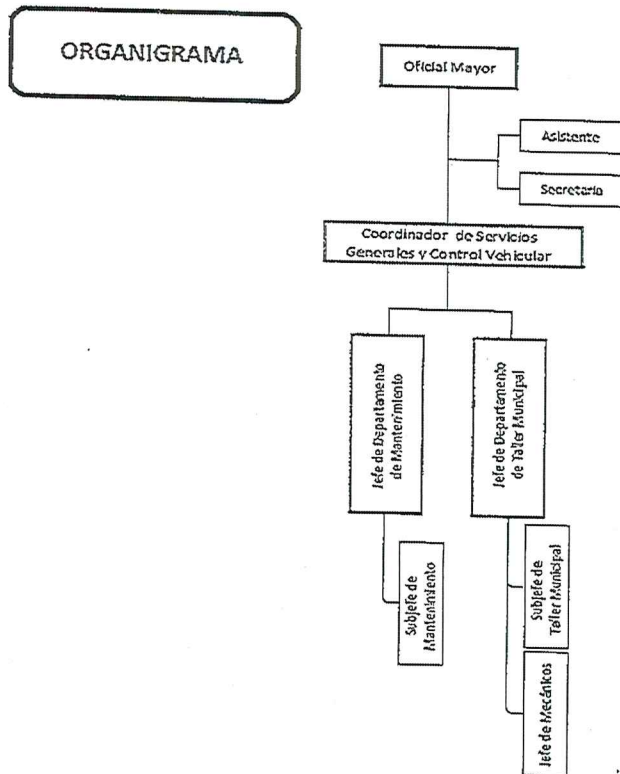 ORGANIGRAMA
Oficial Mayor
Asistente
Secretaria
Coordinador de Servicios
Generales y Control Vehicular
Jefe de Departamento
de Mantenimiento
Jefe de Departamento
de Taller Municipal
Subjefe de
Mantenimiento
Subjefe de
Taller Municipal
Jefe de Mecánicos